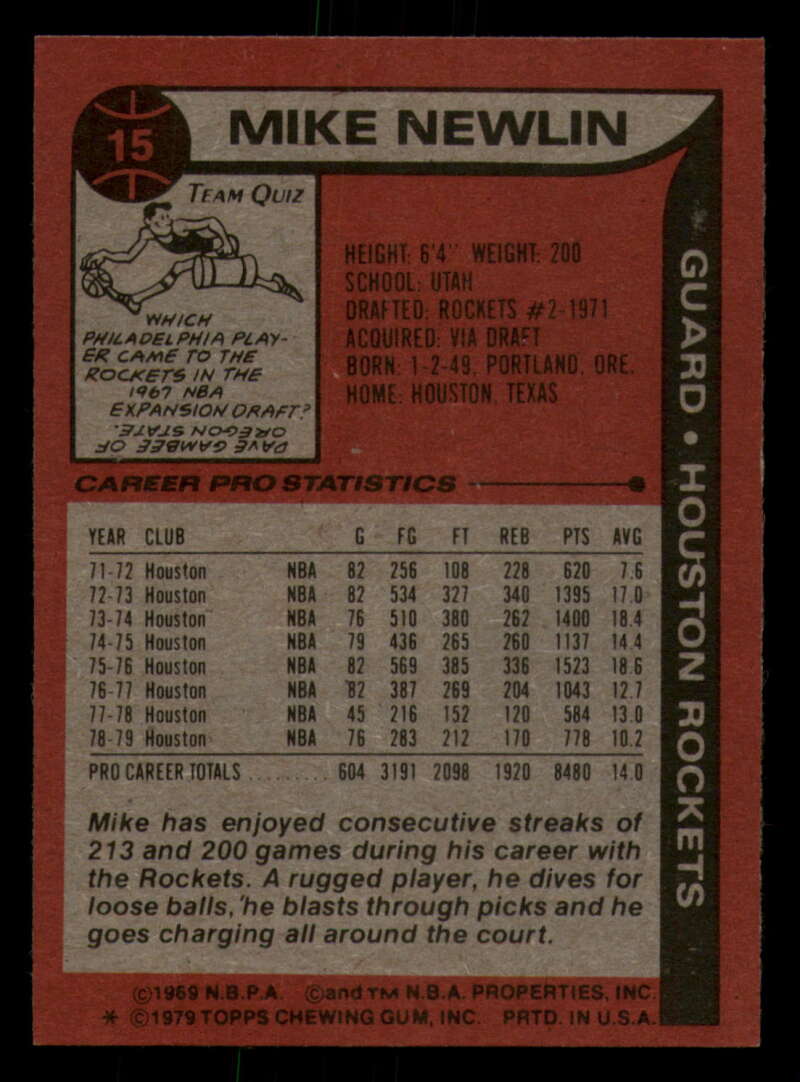 15
MIKE NEWLIN
TEAM QUIZ
WHICH
PHILADELPHIA PLAY-
ER CAME TO THE
ROCKETS IN THE
1967 NBA
EXPANSION DRAFT?
DAVE GAMBEE OF
OREGON STATE.
HEIGHT: 6'4" WEIGHT: 200
SCHOOL: UTAH
DRAFTED: ROCKETS #2-1971
ACQUIRED: VIA DRAFT
BORN: 1-2-49, PORTLAND, ORE.
HOME: HOUSTON, TEXAS
GUARD • HOUSTON ROCKETS
CAREER PRO STATISTICS
YEAR CLUB G FG FT REB PTS AVG
71-72 Houston NBA 82 256 108 228 620 7.6
72-73 Houston NBA 82 534 327 340 1395 17.0
73-74 Houston NBA 76 510 380 262 1400 18.4
74-75 Houston NBA 79 436 265 260 1137 14.4
75-76 Houston NBA 82 569 385 336 1523 18.6
76-77 Houston NBA 82 387 269 204 1043 12.7
77-78 Houston NBA 45 216 152 120 584 13.0
78-79 Houston NBA 76 283 212 170 778 10.2
PRO CAREER TOTALS .......... 604 3191 2098 1920 8480 14.0
Mike has enjoyed consecutive streaks of
213 and 200 games during his career with
the Rockets. A rugged player, he dives for
loose balls, he blasts through picks and he
goes charging all around the court.
©1969 N.B.P.A. ©and TM N.B.A. PROPERTIES, INC.
* ©1979 TOPPS CHEWING GUM, INC. PRTD. IN U.S.A.